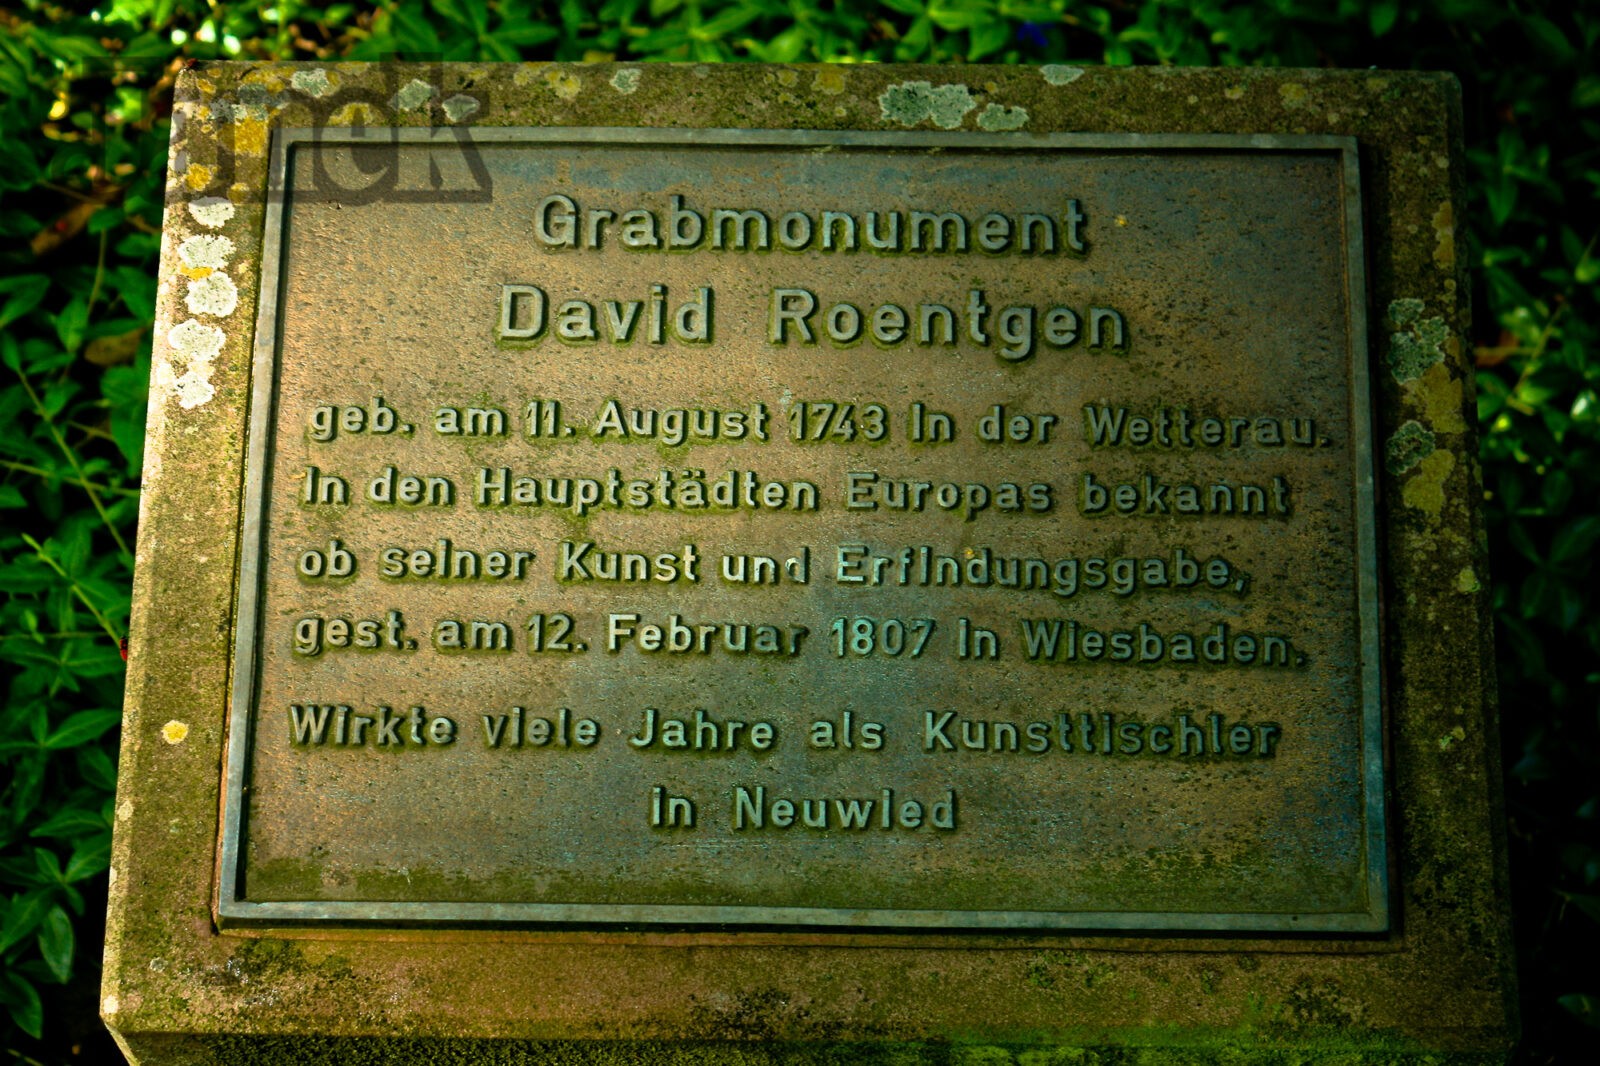 Grabmonument
David Roentgen
geb. am 11. August 1743 in der Wetterau.
In den Hauptstädten Europas bekannt
ob seiner Kunst und Erfindungsgabe,
gest. am 12. Februar 1807 in Wiesbaden.
Wirkte viele Jahre als Kunsttischler
in Neuwied